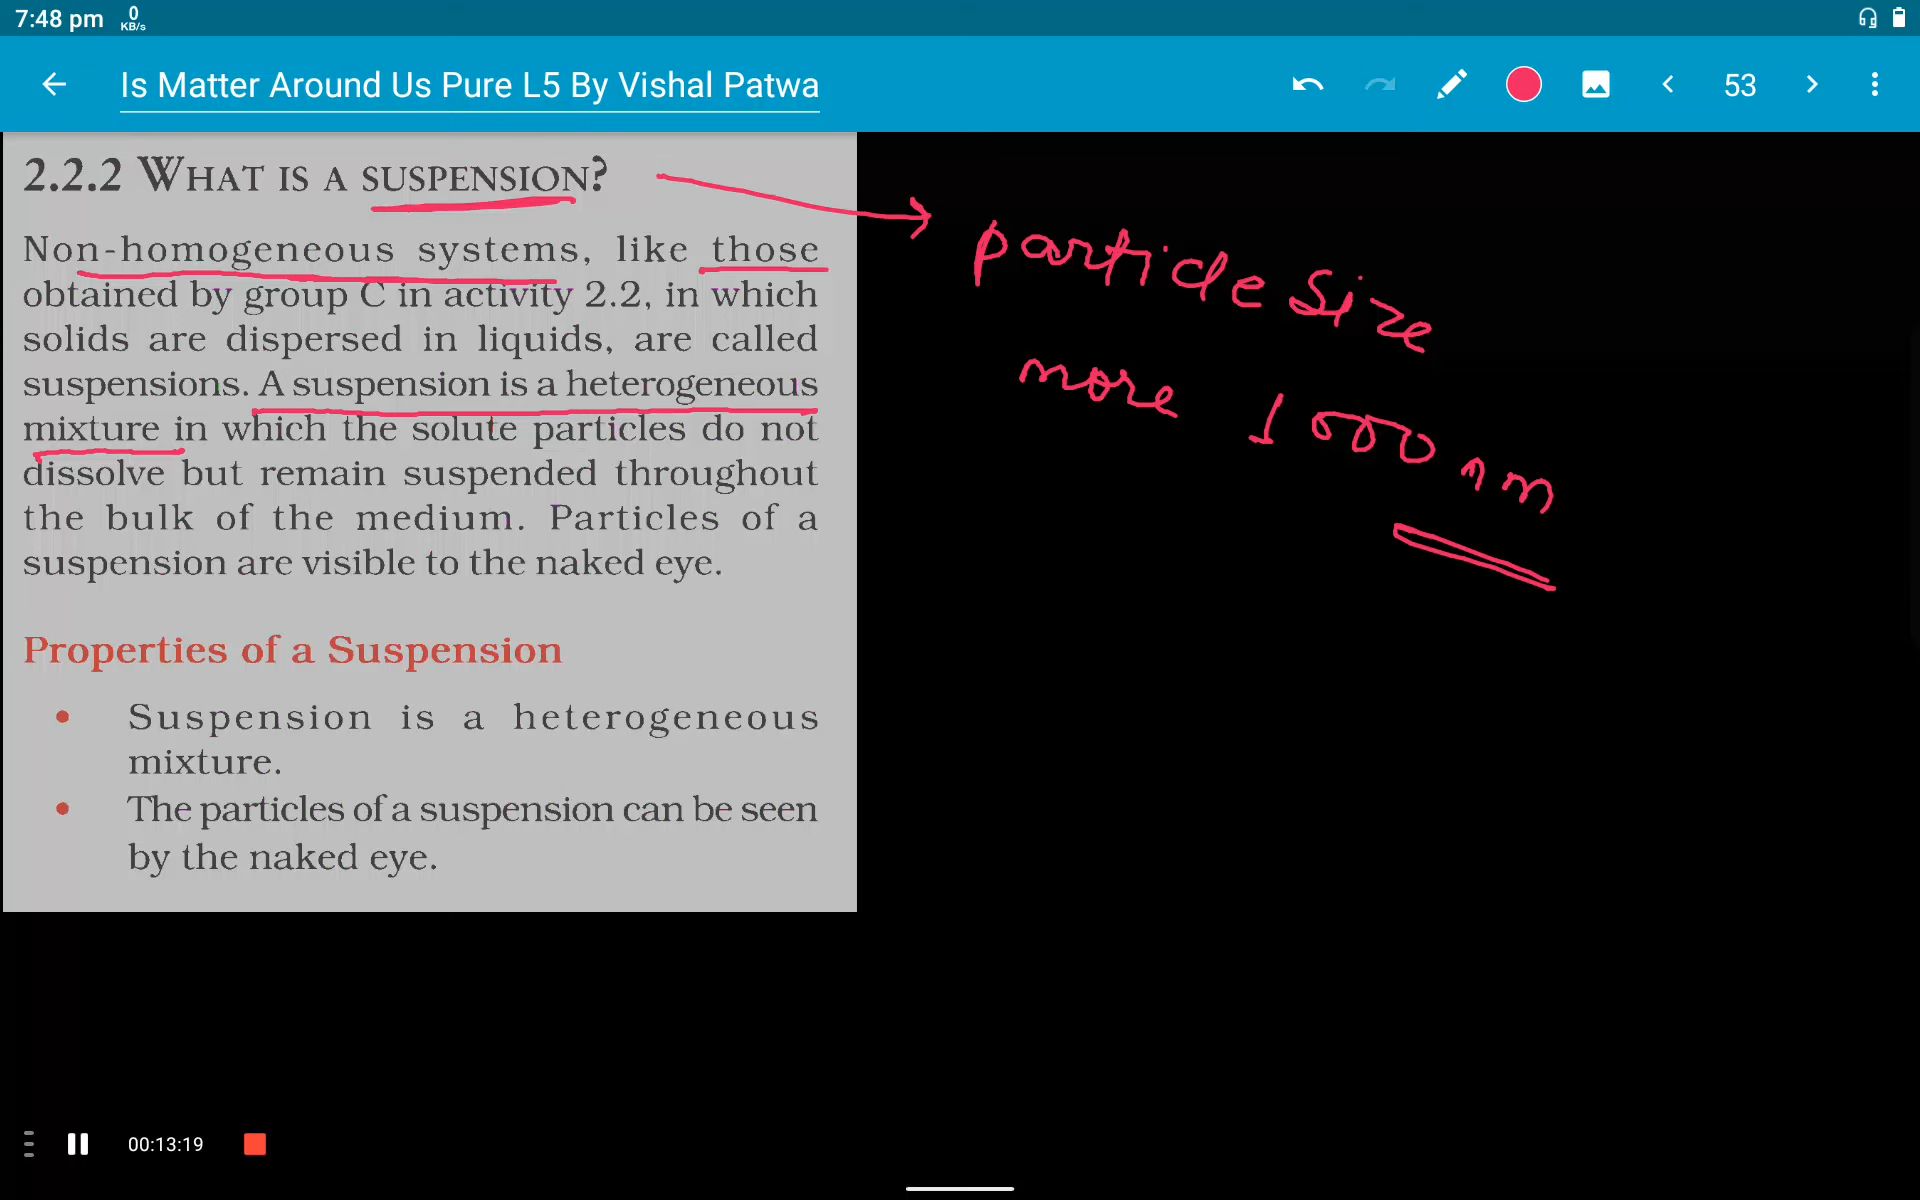 7:48 pm 0 KB/s
Is Matter Around Us Pure L5 By Vishal Patwa 53
2.2.2 WHAT IS A SUSPENSION?
Non-homogeneous systems, like those
obtained by group C in activity 2.2, in which
solids are dispersed in liquids, are called
suspensions. A suspension is a heterogeneous
mixture in which the solute particles do not
dissolve but remain suspended throughout
the bulk of the medium. Particles of a
suspension are visible to the naked eye.
Properties of a Suspension
• Suspension is a heterogeneous
mixture.
• The particles of a suspension can be seen
by the naked eye.
particle size
more 1000 nm
00:13:19